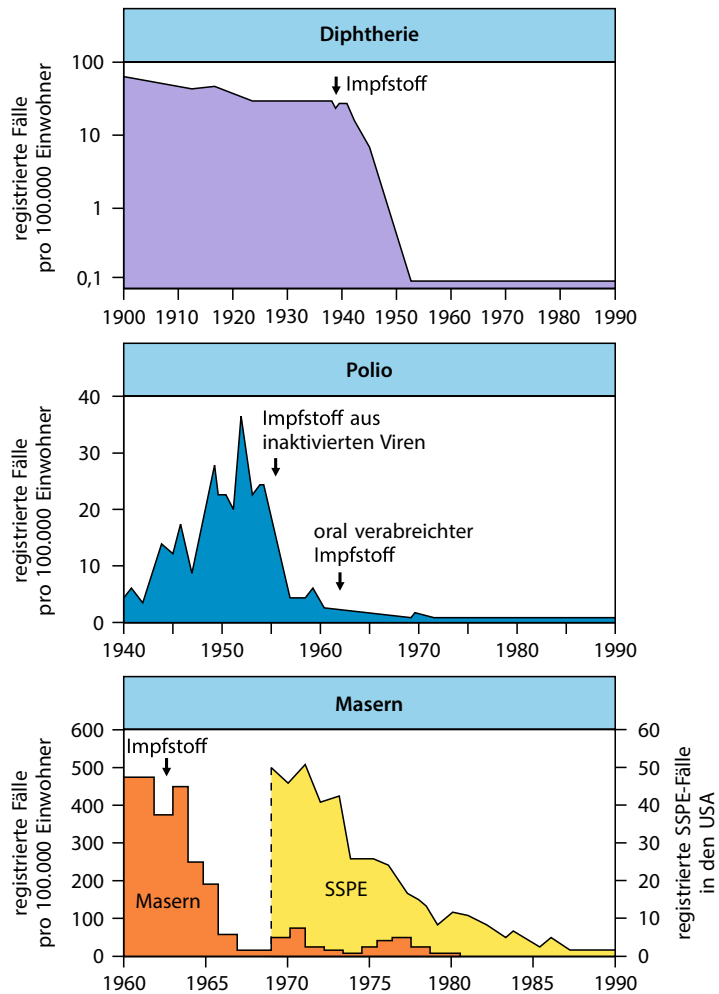 Diphtherie
registrierte Fälle
pro 100.000 Einwohner
100
10
1
0,1
Impfstoff
1900 1910 1920 1930 1940 1950 1960 1970 1980 1990
Polio
registrierte Fälle
pro 100.000 Einwohner
40
30
20
10
0
Impfstoff aus
inaktivierten Viren
oral verabreichter
Impfstoff
1940 1950 1960 1970 1980 1990
Masern
registrierte Fälle
pro 100.000 Einwohner
600
500
400
300
200
100
0
Impfstoff
Masern
SSPE
60
50
40
30
20
10
0
registrierte SSPE-Fälle
in den USA
1960 1965 1970 1975 1980 1985 1990